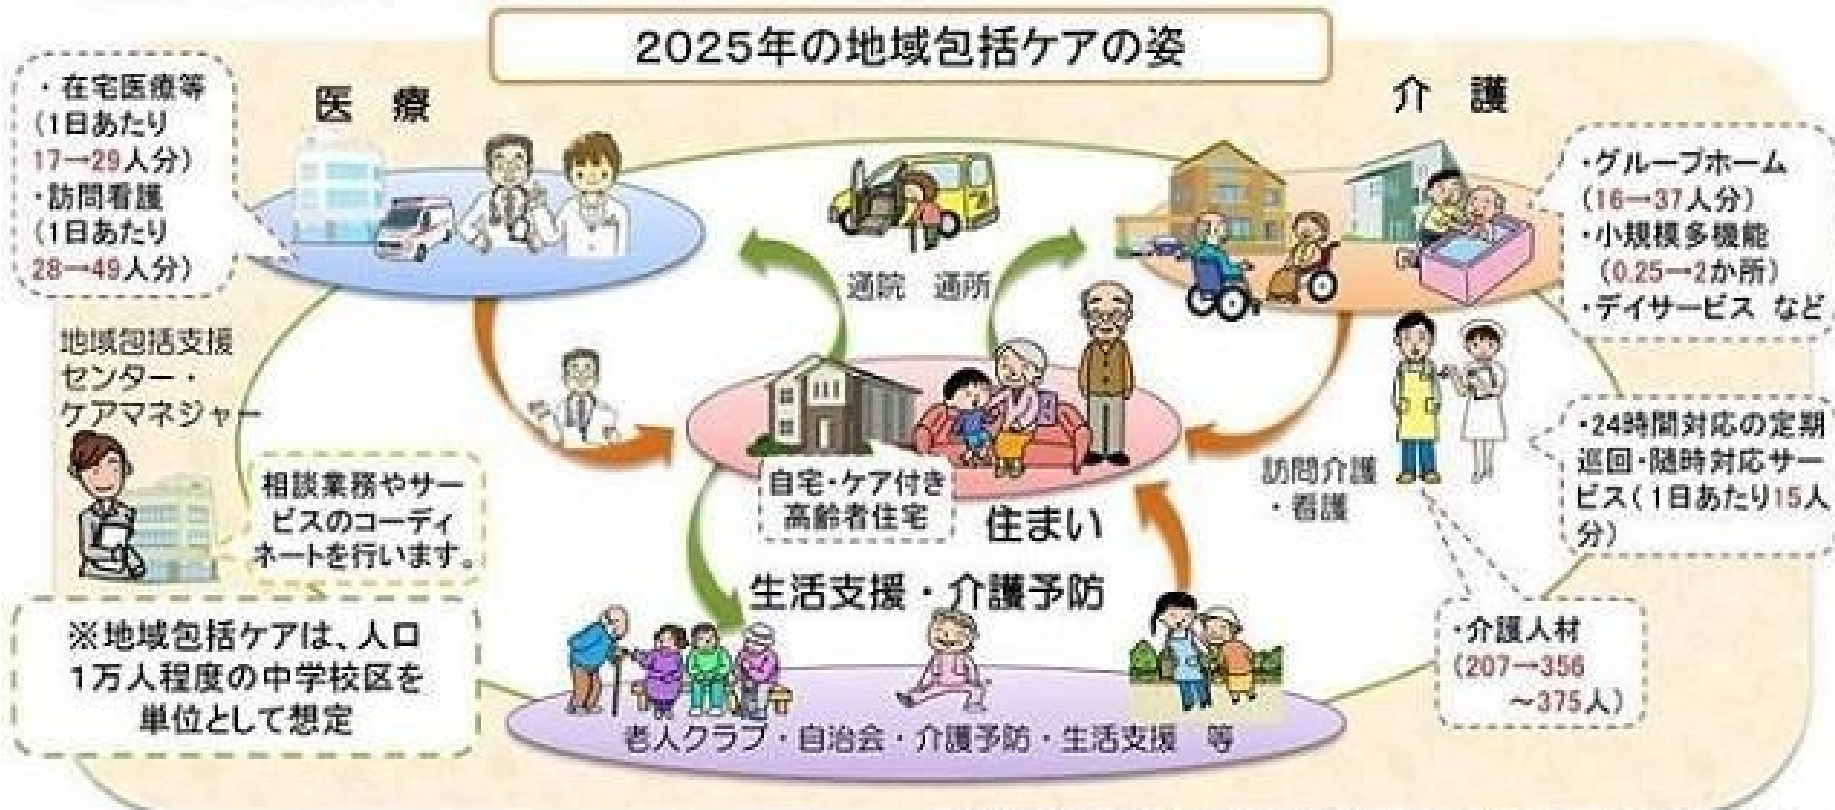 2025年の地域包括ケアの姿
・在宅医療等
(1日あたり
17→29人分)
・訪問看護
(1日あたり
28→49人分)
医 療
介 護
・グループホーム
(16→37人分)
・小規模多機能
(0.25→2か所)
・デイサービス など
通院 通所
地域包括支援
センター・
ケアマネジャー
相談業務やサー
ビスのコーディ
ネートを行います。
自宅・ケア付き
高齢者住宅
住まい
訪問介護
・看護
・24時間対応の定期
巡回・随時対応サー
ビス(1日あたり15人
分)
生活支援・介護予防
・介護人材
(207→356
～375人)
※地域包括ケアは、人口
1万人程度の中学校区を
単位として想定
老人クラブ・自治会・介護予防・生活支援 等